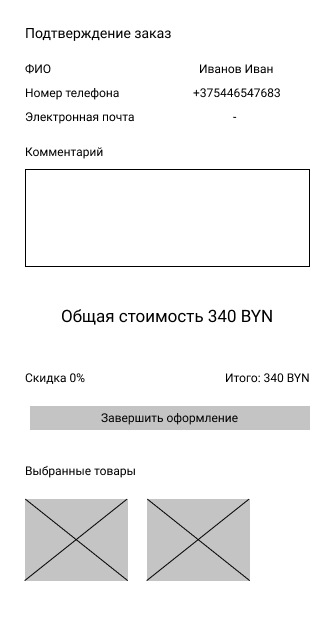 Подтверждение заказ
ФИО Иванов Иван
Номер телефона +375446547683
Электронная почта -
Комментарий
Общая стоимость 340 BYN
Скидка 0% Итого: 340 BYN
Завершить оформление
Выбранные товары